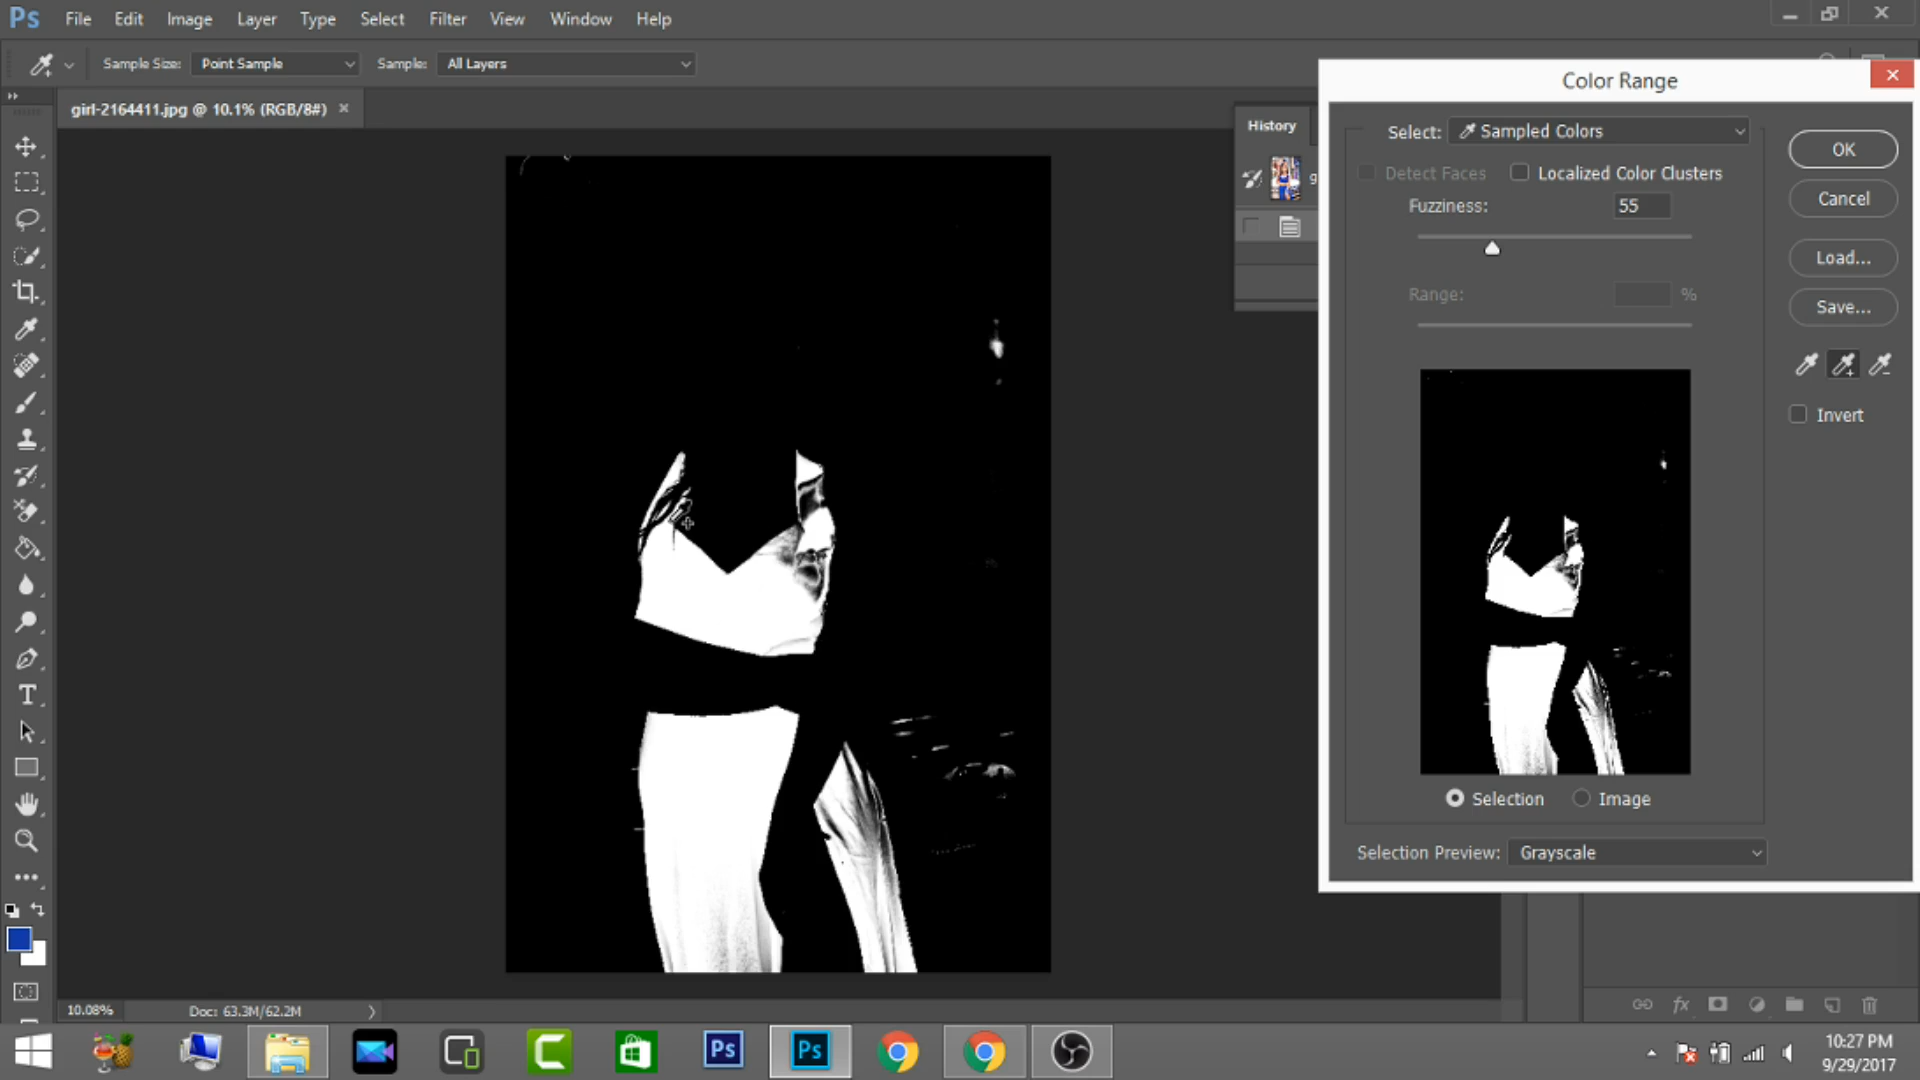 Ps File Edit Image Layer Type Select Filter View Window Help
Sample Size: Point Sample Sample: All Layers
girl-2164411.jpg @ 10.1% (RGB/8#) ×
History
g
Color Range
Select: Sampled Colors
Detect Faces Localized Color Clusters
Fuzziness: 55
Range: %
OK
Cancel
Load...
Save...
Invert
Selection Image
Selection Preview: Grayscale
T
fx
10.08% Doc: 63.3M/62.2M
Ps Ps
10:27 PM
9/29/2017